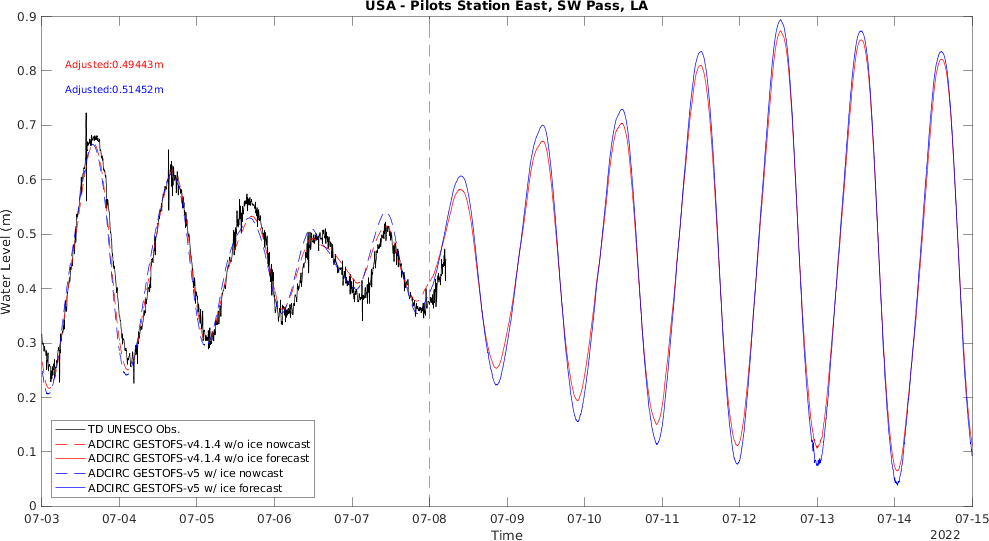 USA - Pilots Station East, SW Pass, LA
0.9
0.8
0.7
0.6
0.5
0.4
0.3
0.2
0.1
0
Water Level (m)
Adjusted:0.49443m
Adjusted:0.51452m
TD UNESCO Obs.
ADCIRC GESTOFS-v4.1.4 w/o ice nowcast
ADCIRC GESTOFS-v4.1.4 w/o ice forecast
ADCIRC GESTOFS-v5 w/ ice nowcast
ADCIRC GESTOFS-v5 w/ ice forecast
07-03 07-04 07-05 07-06 07-07 07-08 07-09 07-10 07-11 07-12 07-13 07-14 07-15
Time
2022